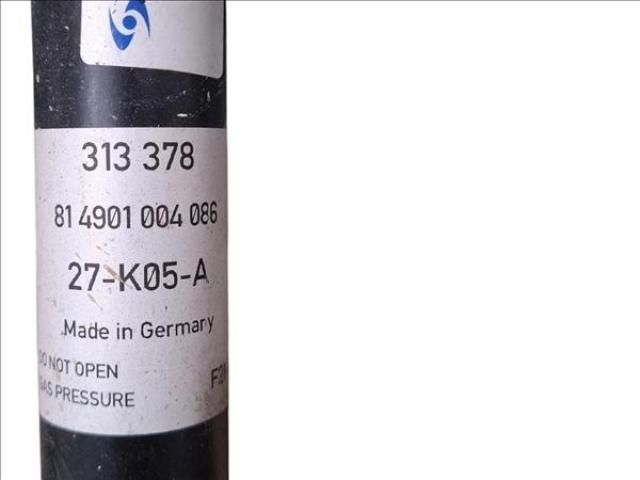 313 378
81 4901 004 086
27-K05-A
Made in Germany
DO NOT OPEN
GAS PRESSURE